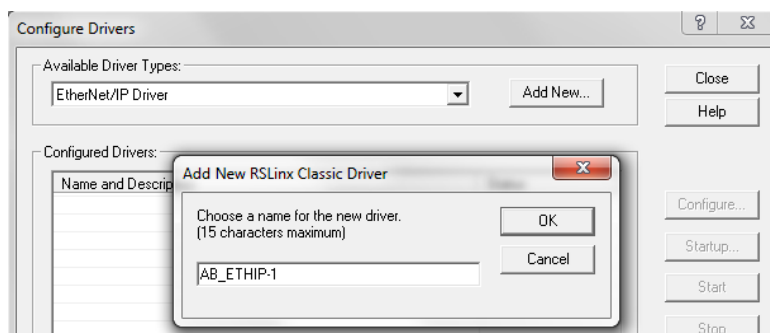 Configure Drivers
Available Driver Types:
EtherNet/IP Driver
Add New...
Close
Help
Configured Drivers:
Name and Descrip
Status
Add New RSLinx Classic Driver
Choose a name for the new driver.
(15 characters maximum)
AB_ETHIP-1
OK
Cancel
Configure...
Startup...
Start
Stop